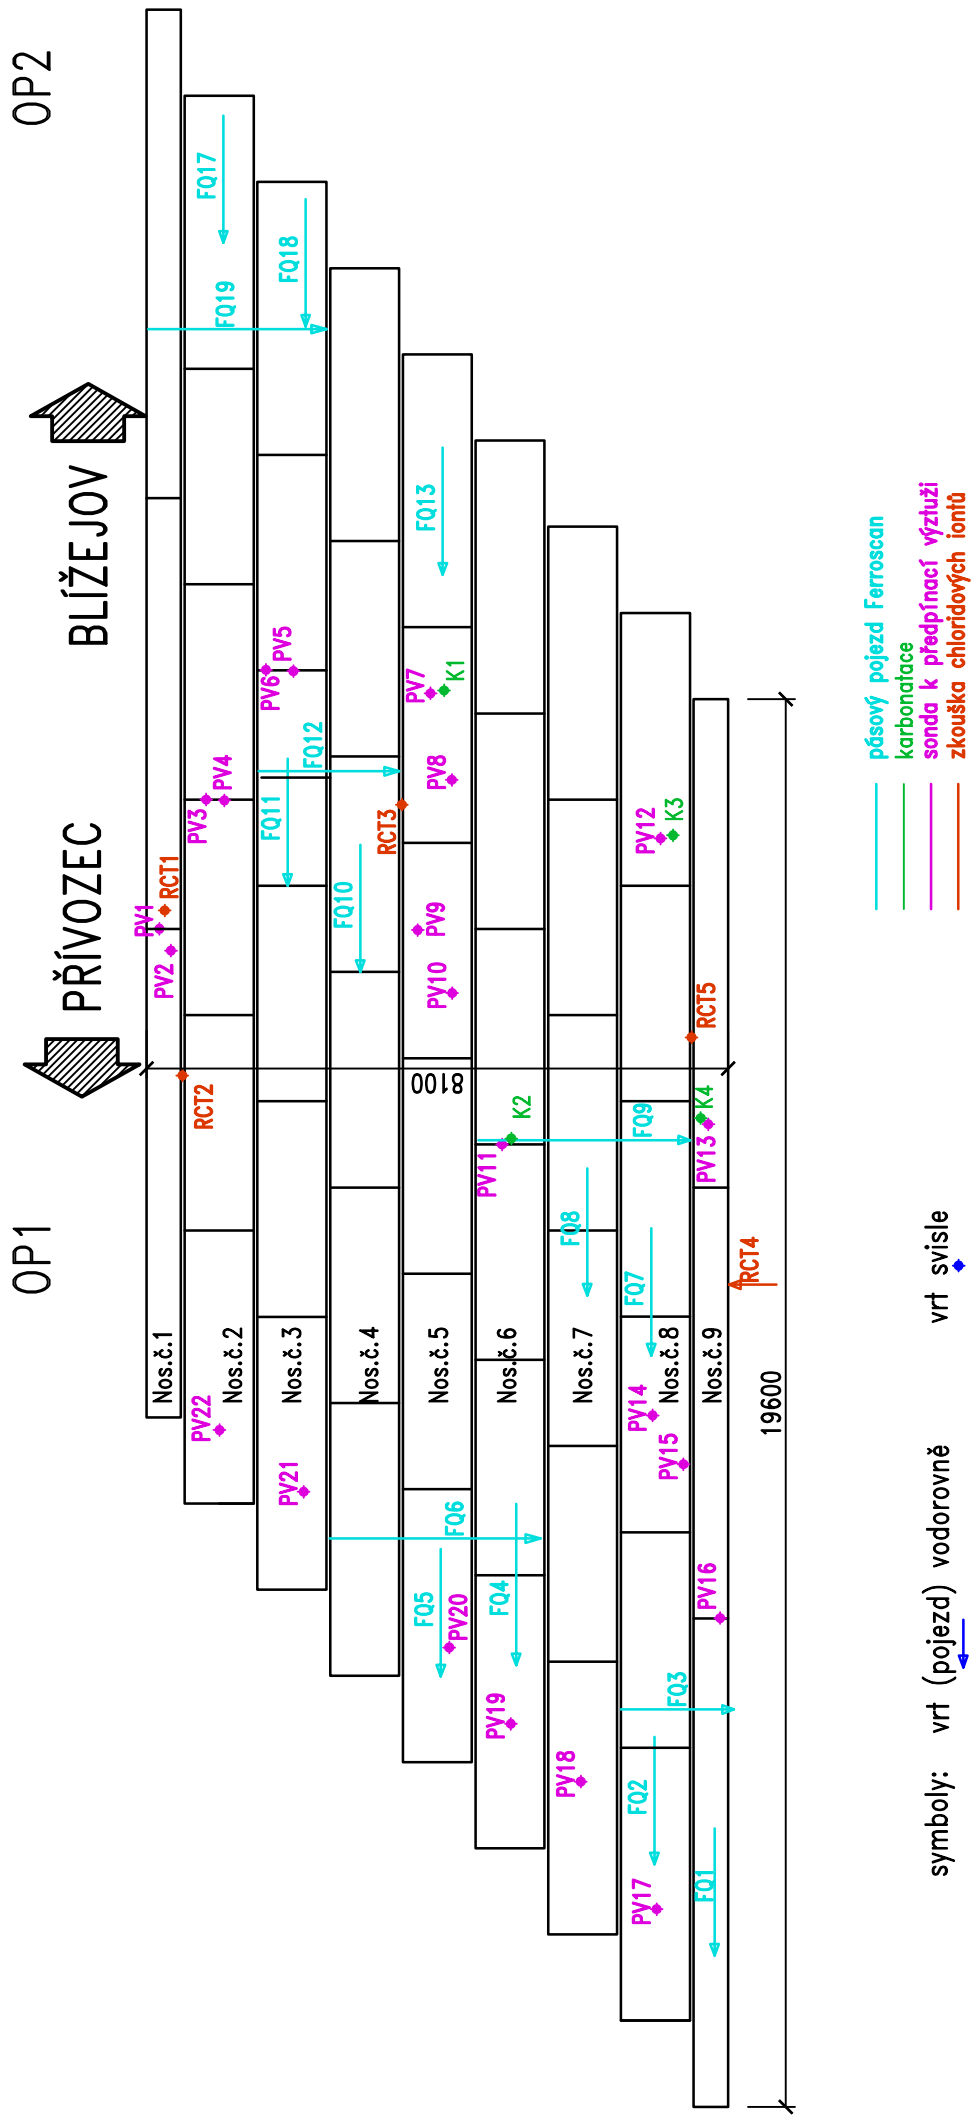 OP1
OP2
PŘÍVOZEC
BLÍŽEJOV
Nos.č.1
PV2
PV1
RCT1
RCT2
PV22
Nos.č.2
PV3
PV4
FQ19
FQ17
PV21
Nos.č.3
FQ11
FQ12
PV6
PV5
FQ18
Nos.č.4
FQ10
RCT3
FQ5
PV20
FQ6
Nos.č.5
8100
PV10
PV9
PV8
PV7
K1
FQ13
PV19
FQ4
Nos.č.6
PV11
K2
PV18
Nos.č.7
FQ8
PV17
FQ2
FQ3
PV15
PV14
Nos.č.8
FQ7
FQ9
PV12
K3
FQ1
PV16
Nos.č.9
PV13
K4
RCT5
RCT4
19600
pásový pojezd Ferroscan
karbonatace
sonda k předpínací výztuži
zkouška chloridových iontů
symboly: vrt (pojezd) vodorovně
vrt svisle